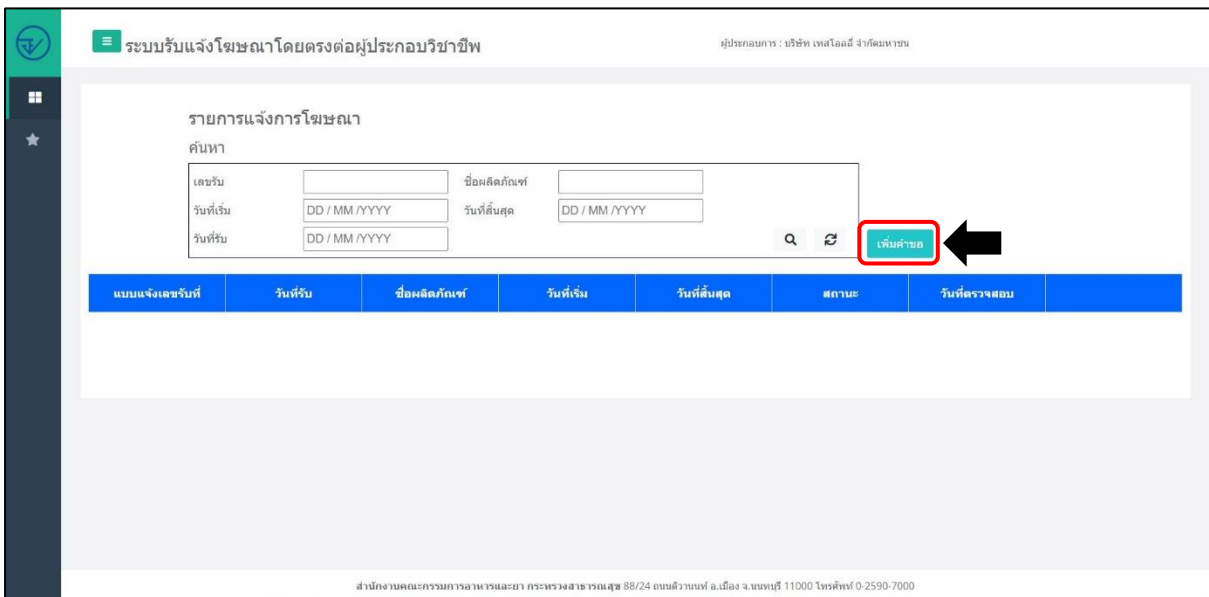 ระบบรับแจ้งโฆษณาโดยตรงต่อผู้ประกอบวิชาชีพ ผู้ประกอบการ : บริษัท เทสโอลลี่ จำกัดมหาชน
รายการแจ้งการโฆษณา
ค้นหา
เลขรับ ชื่อผลิตภัณฑ์
วันที่เริ่ม DD / MM /YYYY วันที่สิ้นสุด DD / MM /YYYY
วันที่รับ DD / MM /YYYY เพิ่มคำขอ
แบบแจ้งเลขรับที่ วันที่รับ ชื่อผลิตภัณฑ์ วันที่เริ่ม วันที่สิ้นสุด สถานะ วันที่ตรวจสอบ
สำนักงานคณะกรรมการอาหารและยา กระทรวงสาธารณสุข 88/24 ถนนติวานนท์ อ.เมือง จ.นนทบุรี 11000 โทรศัพท์ 0-2590-7000